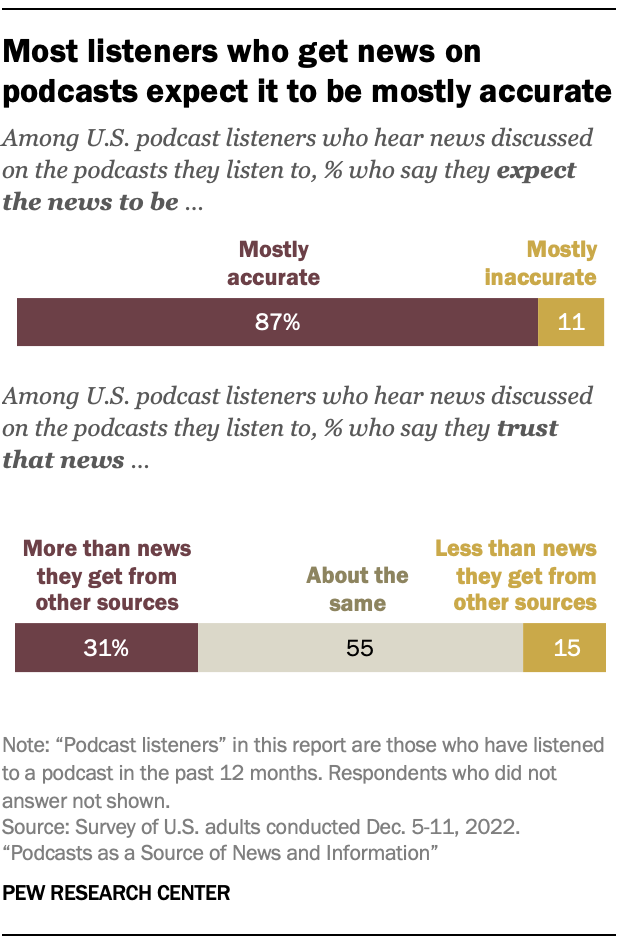 Most listeners who get news on
podcasts expect it to be mostly accurate
Among U.S. podcast listeners who hear news discussed
on the podcasts they listen to, % who say they expect
the news to be ...
Mostly
accurate
Mostly
inaccurate
87%
11
Among U.S. podcast listeners who hear news discussed
on the podcasts they listen to, % who say they trust
that news ...
More than news
they get from
other sources
About the
same
Less than news
they get from
other sources
31%
55
15
Note: “Podcast listeners” in this report are those who have listened
to a podcast in the past 12 months. Respondents who did not
answer not shown.
Source: Survey of U.S. adults conducted Dec. 5-11, 2022.
“Podcasts as a Source of News and Information”
PEW RESEARCH CENTER